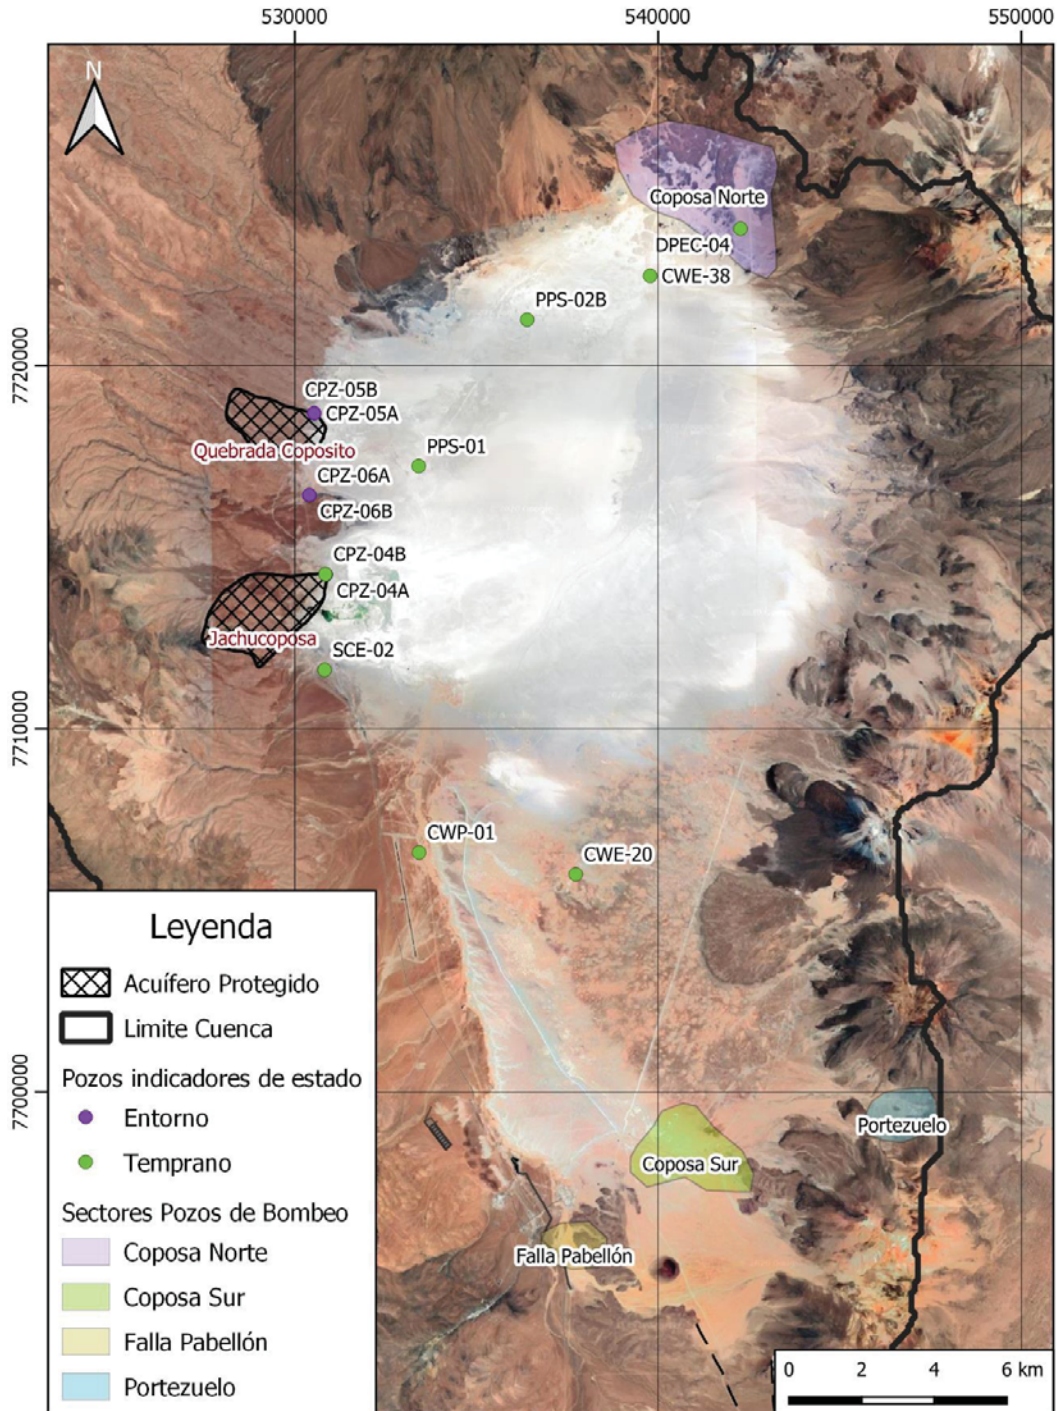 530000
540000
550000
N
Coposa Norte
DPEC-04
CWE-38
PPS-02B
7720000
CPZ-05B
CPZ-05A
Quebrada Coposito
PPS-01
CPZ-06A
CPZ-06B
CPZ-04B
CPZ-04A
Jachucoposa
SCE-02
7710000
CWP-01
CWE-20
7700000
Portezuelo
Coposa Sur
Falla Pabellón
Leyenda
Acuífero Protegido
Limite Cuenca
Pozos indicadores de estado
Entorno
Temprano
Sectores Pozos de Bombeo
Coposa Norte
Coposa Sur
Falla Pabellón
Portezuelo
0 2 4 6 km